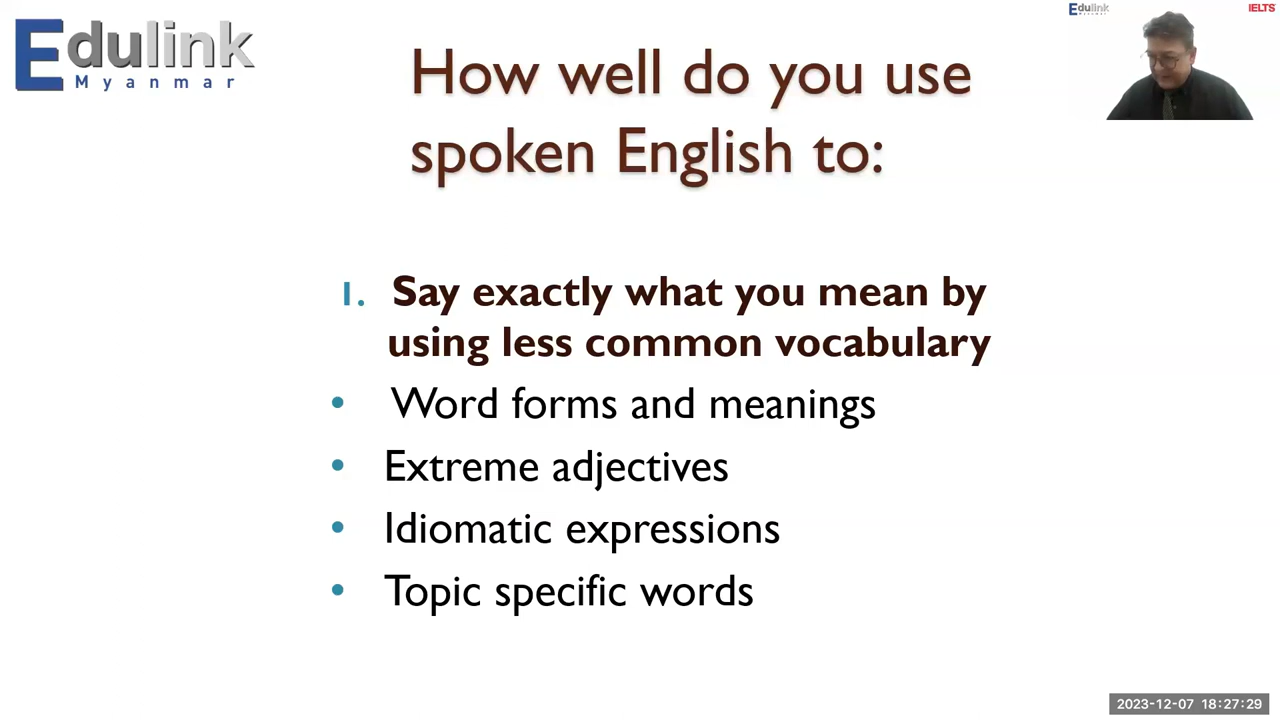 Edulink
Myanmar
Edulink
Myanmar
IELTS
How well do you use
spoken English to:
1. Say exactly what you mean by
using less common vocabulary
• Word forms and meanings
• Extreme adjectives
• Idiomatic expressions
• Topic specific words
2023-12-07 18:27:29